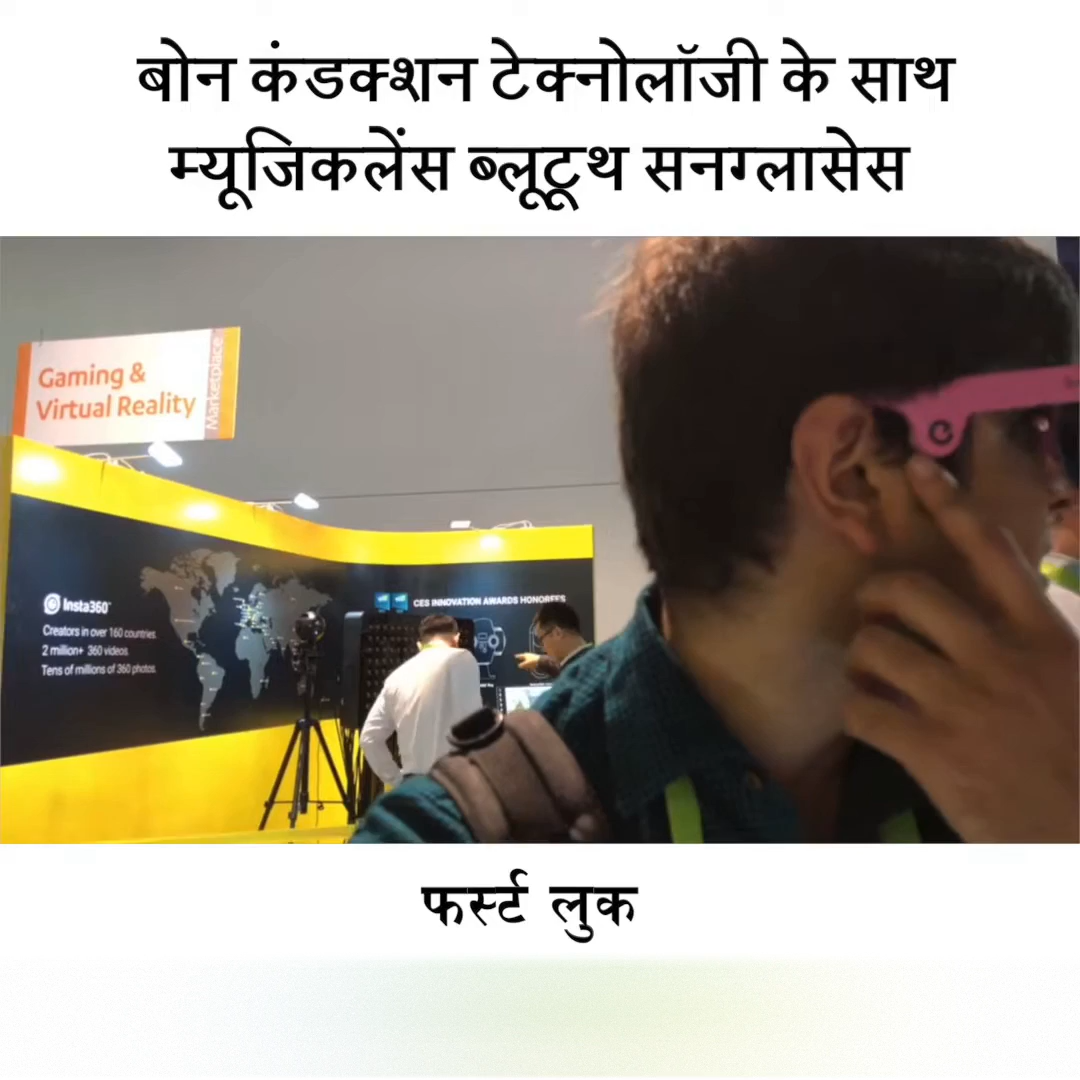 बोन कंडक्शन टेक्नोलॉजी के साथ
म्यूजिकलेंस ब्लूटूथ सनग्लासेस
Gaming &
Virtual Reality
Marketplace
Insta360
Creators in over 160 countries.
2 million+ 360 videos.
Tens of millions of 360 photos.
CES INNOVATION AWARDS HONOREES
फर्स्ट लुक